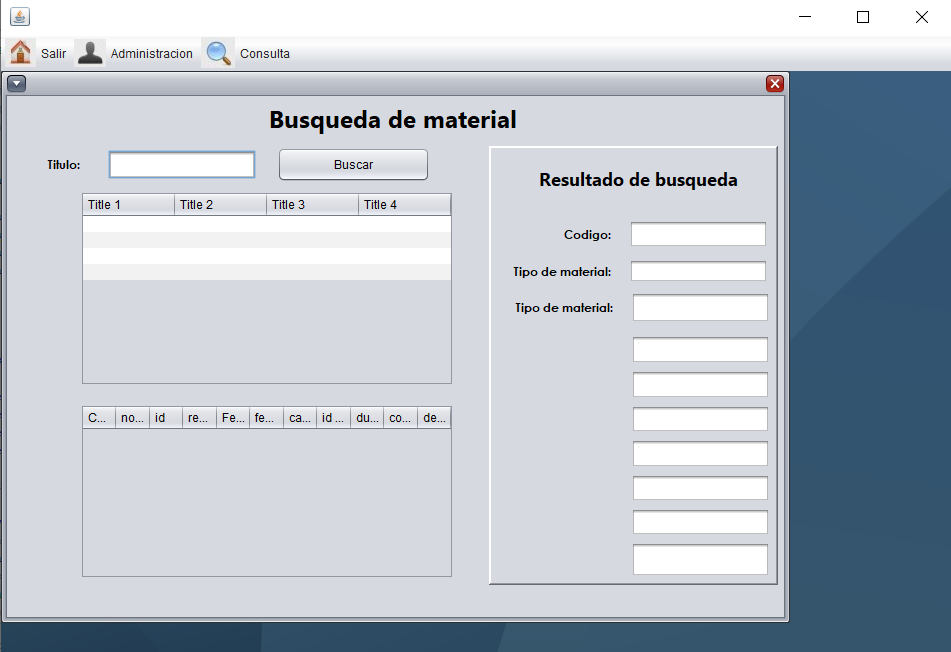 Salir Administracion Consulta
Busqueda de material
Titulo: Buscar
Title 1 Title 2 Title 3 Title 4
C... no... id re... Fe... fe... ca... id ... du... co... de...
Resultado de busqueda
Codigo:
Tipo de material:
Tipo de material: